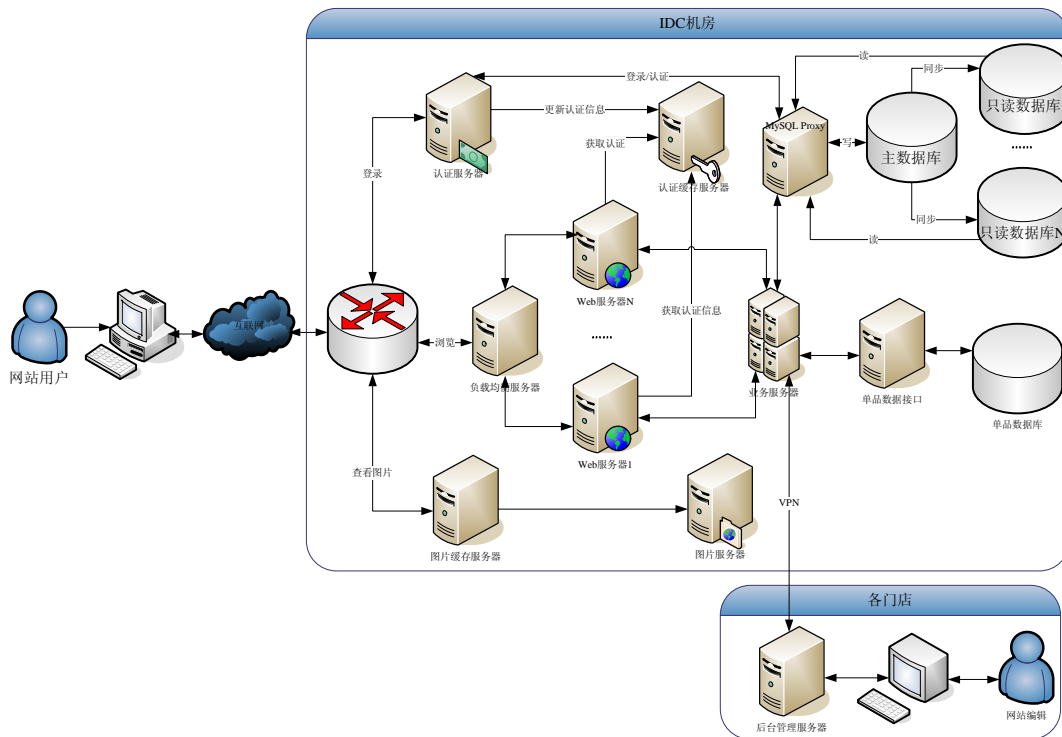 IDC机房
登录/认证
读
同步
只读数据库
更新认证信息
MySQL Proxy
写
主数据库
......
获取认证
认证服务器
认证缓存服务器
登录
同步
只读数据库N
读
Web服务器N
互联网
获取认证信息
......
浏览
网站用户
负载均衡服务器
业务服务器
单品数据接口
单品数据库
Web服务器1
查看图片
VPN
图片缓存服务器
图片服务器
各门店
后台管理服务器
网站编辑